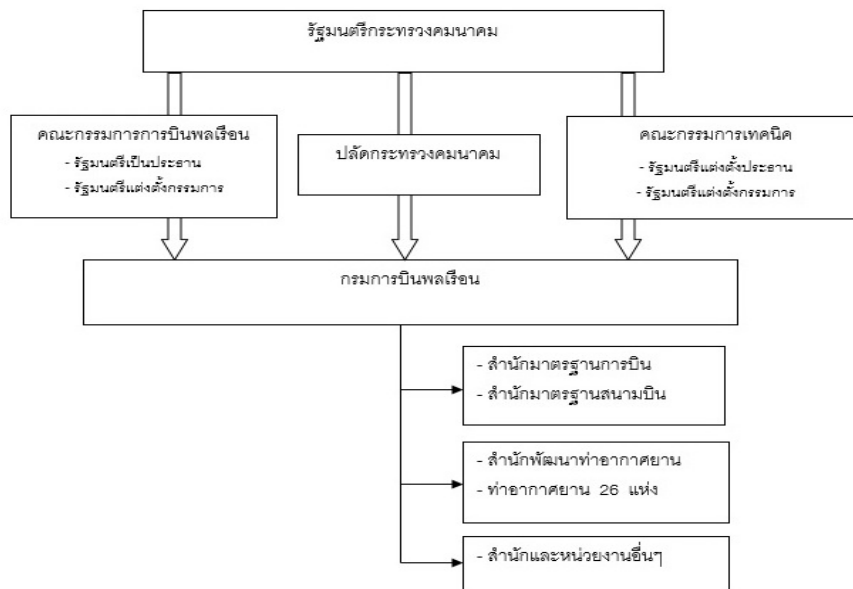 รัฐมนตรีกระทรวงคมนาคม
คณะกรรมการการบินพลเรือน
- รัฐมนตรีเป็นประธาน
- รัฐมนตรีแต่งตั้งกรรมการ
ปลัดกระทรวงคมนาคม
คณะกรรมการเทคนิค
- รัฐมนตรีแต่งตั้งประธาน
- รัฐมนตรีแต่งตั้งกรรมการ
กรมการบินพลเรือน
- สำนักมาตรฐานการบิน
- สำนักมาตรฐานสนามบิน
- สำนักพัฒนาท่าอากาศยาน
- ท่าอากาศยาน 26 แห่ง
- สำนักและหน่วยงานอื่นๆ